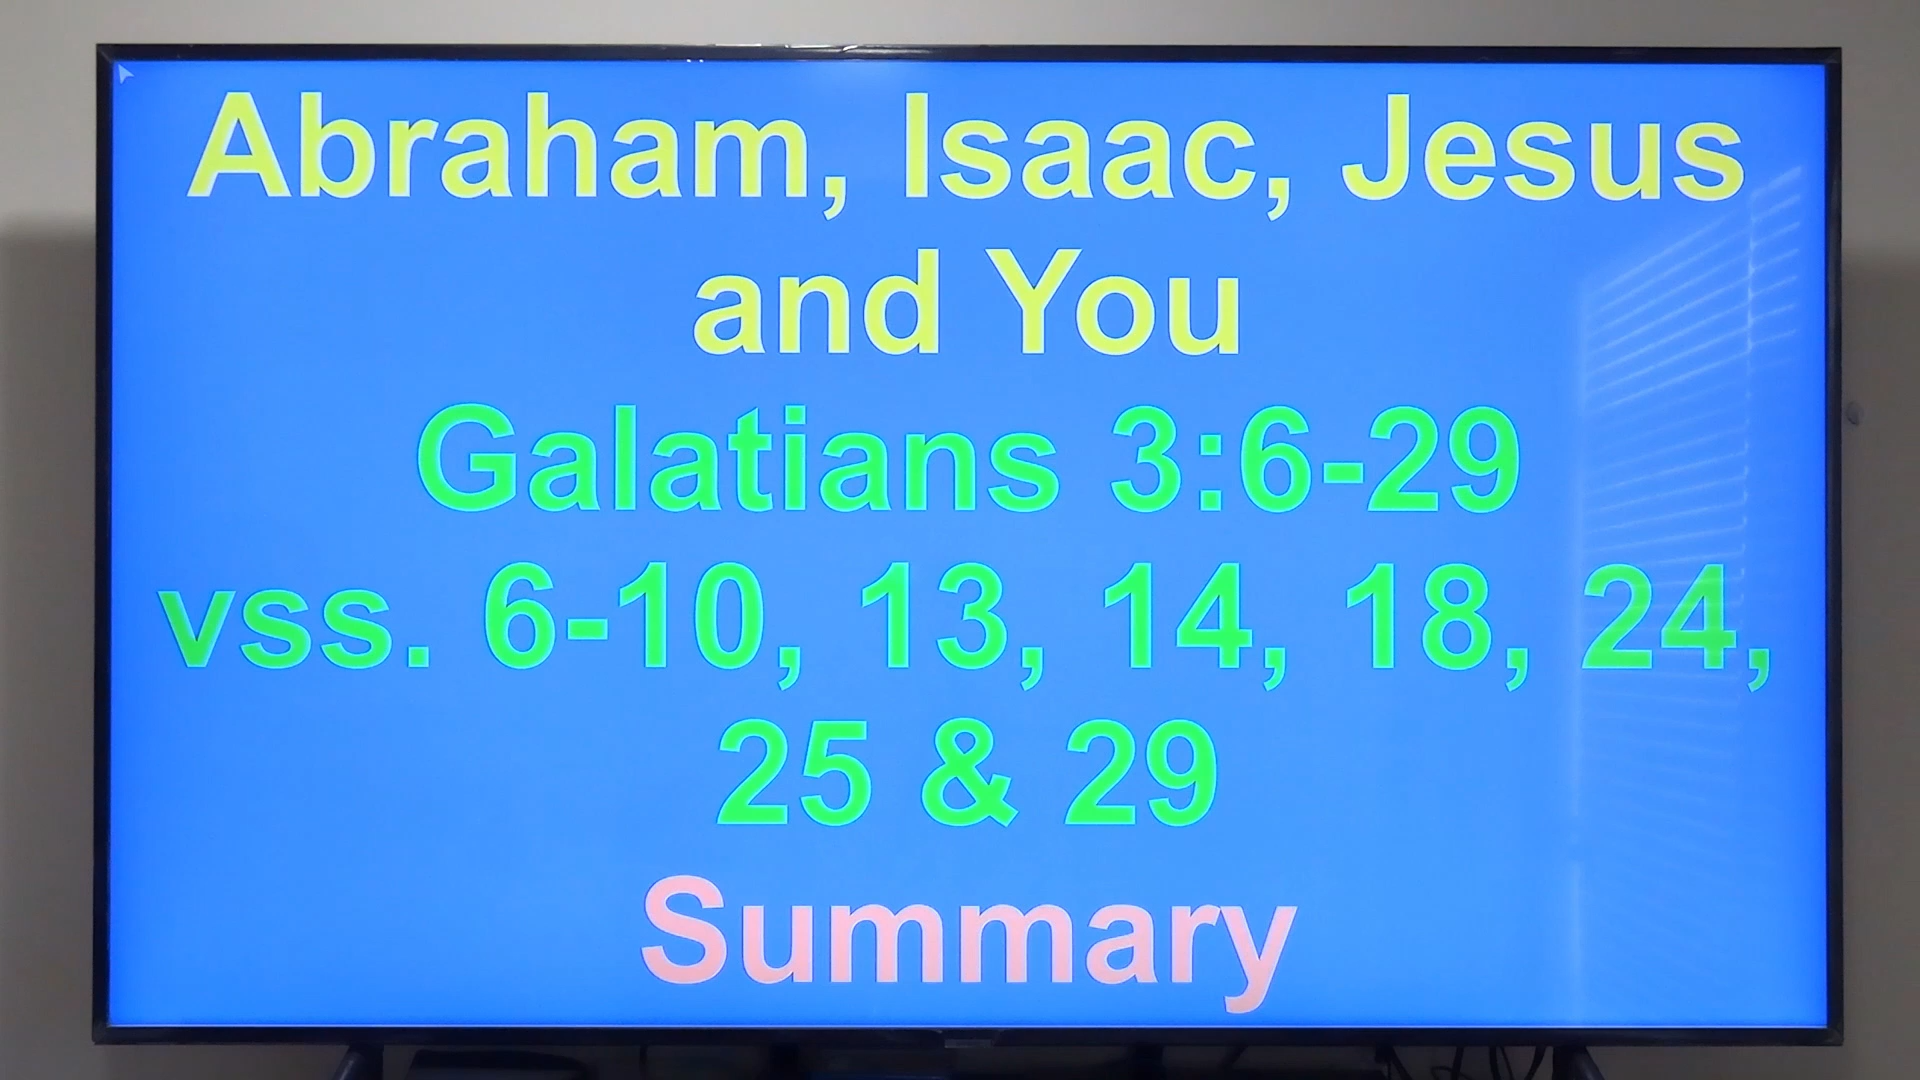 Abraham, Isaac, Jesus
and You
Galatians 3:6-29
vss. 6-10, 13, 14, 18, 24,
25 & 29
Summary